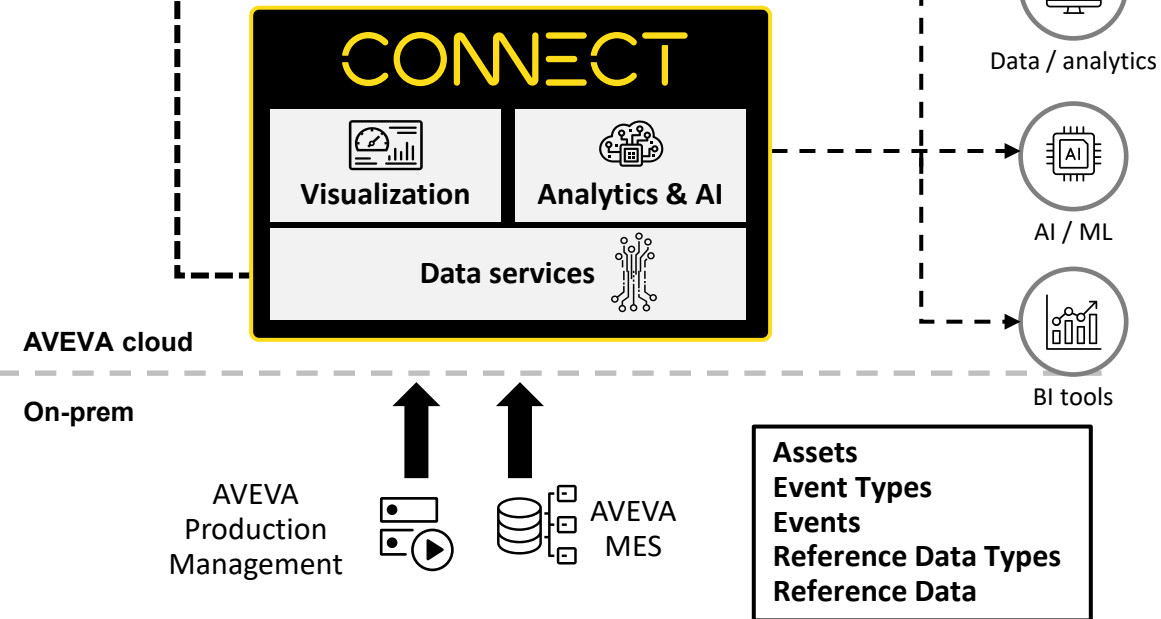 CONNECT
Data / analytics
Visualization
Analytics & AI
AI
AI / ML
Data services
AVEVA cloud
On-prem
BI tools
AVEVA
Production
Management
AVEVA
MES
Assets
Event Types
Events
Reference Data Types
Reference Data